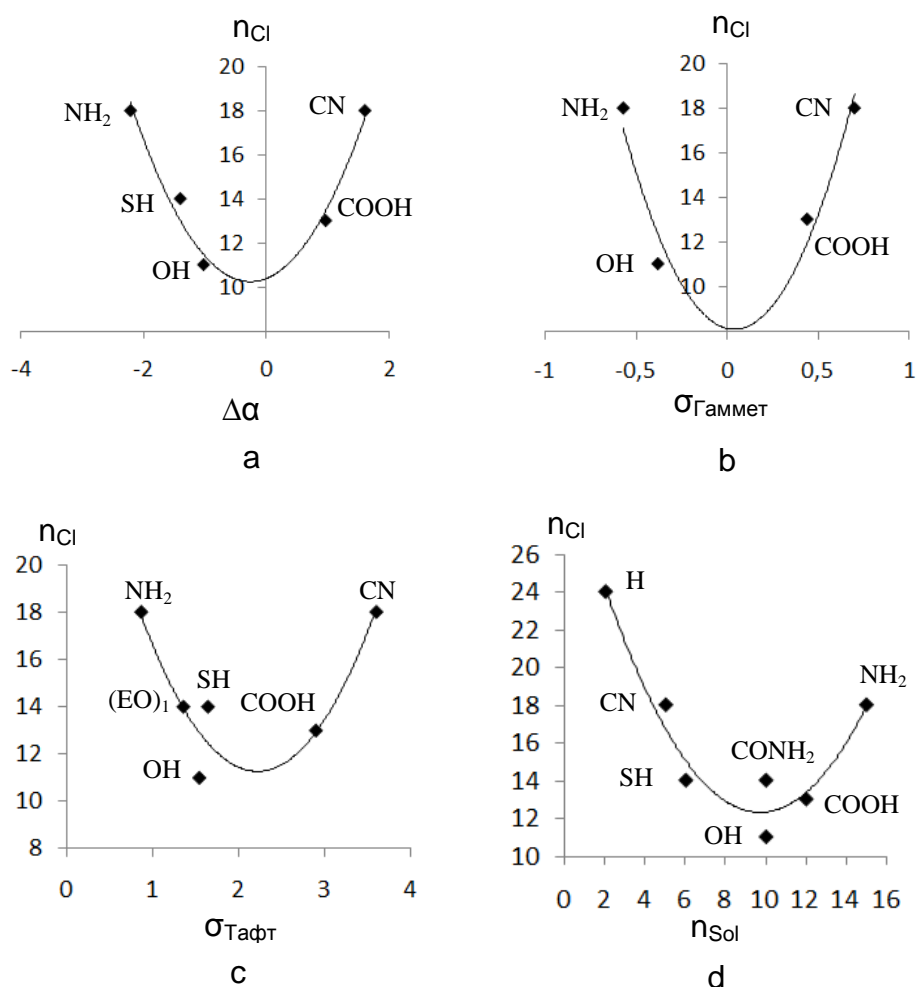 n_Cl
20
18
16
14
12
10
NH₂
CN
SH
COOH
OH
-4
-2
0
2
Δα
a
n_Cl
20
18
16
14
12
10
NH₂
CN
OH
COOH
-1
-0,5
0
0,5
1
σ_Гаммет
b
n_Cl
20
18
16
14
12
10
8
NH₂
CN
(EO)₁
SH
COOH
OH
0
1
2
3
4
σ_Тафт
c
n_Cl
26
24
22
20
18
16
14
12
10
H
NH₂
CN
CONH₂
SH
COOH
OH
0 2 4 6 8 10 12 14 16
n_Sol
d